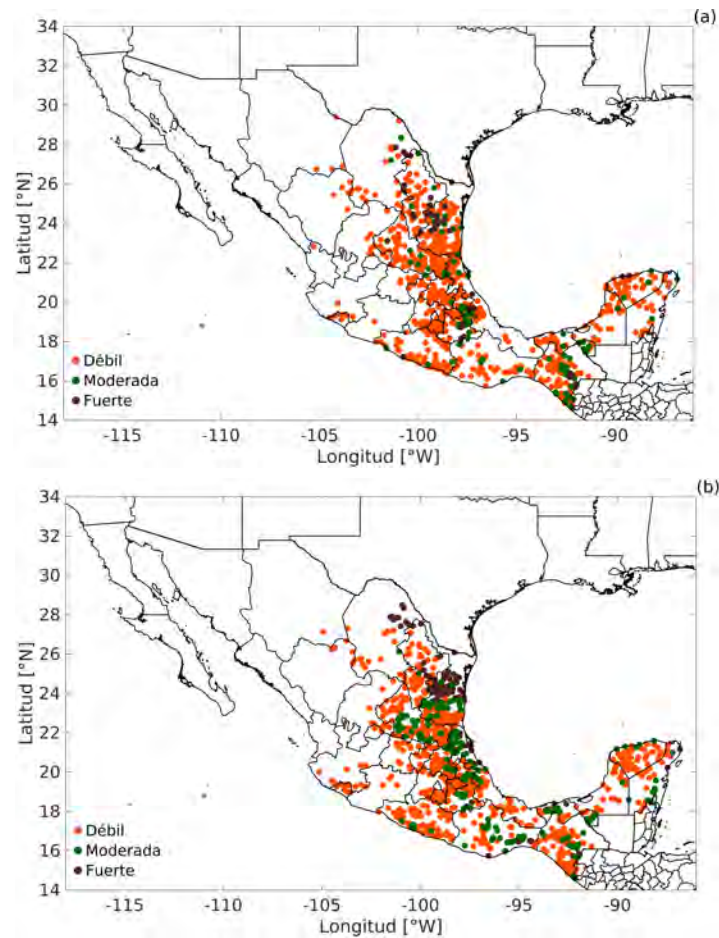 (a)
34
32
30
28
26
24
22
20
18
16
14
Latitud [°N]
Débil
Moderada
Fuerte
-115
-110
-105
-100
-95
-90
Longitud [°W]
(b)
34
32
30
28
26
24
22
20
18
16
14
Latitud [°N]
Débil
Moderada
Fuerte
-115
-110
-105
-100
-95
-90
Longitud [°W]